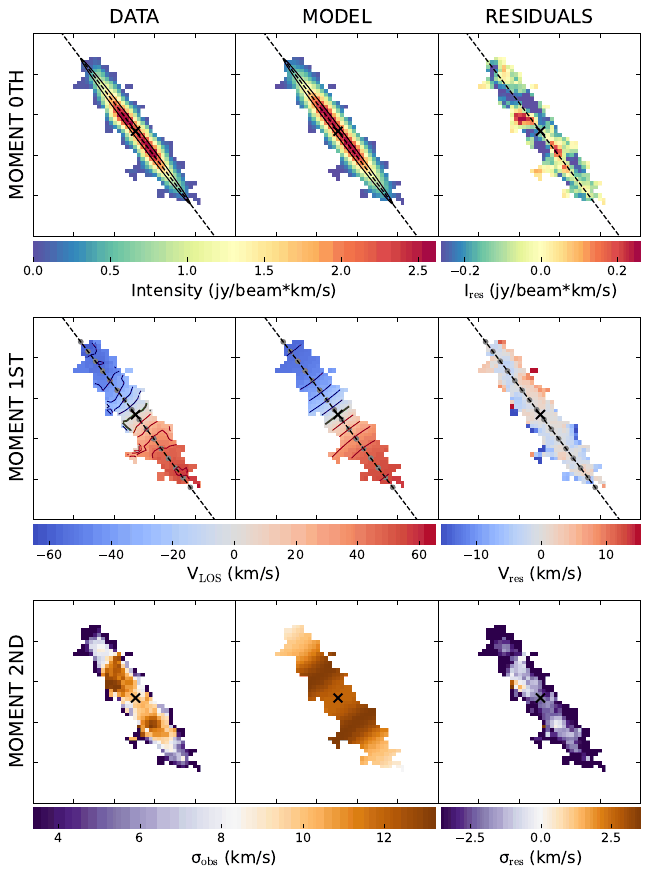 DATA MODEL RESIDUALS
MOMENT 0TH
0.0 0.5 1.0 1.5 2.0 2.5 −0.2 0.0 0.2
Intensity (jy/beam*km/s) I_res (jy/beam*km/s)
MOMENT 1ST
−60 −40 −20 0 20 40 60 −10 0 10
V_LOS (km/s) V_res (km/s)
MOMENT 2ND
4 6 8 10 12 −2.5 0.0 2.5
σ_obs (km/s) σ_res (km/s)